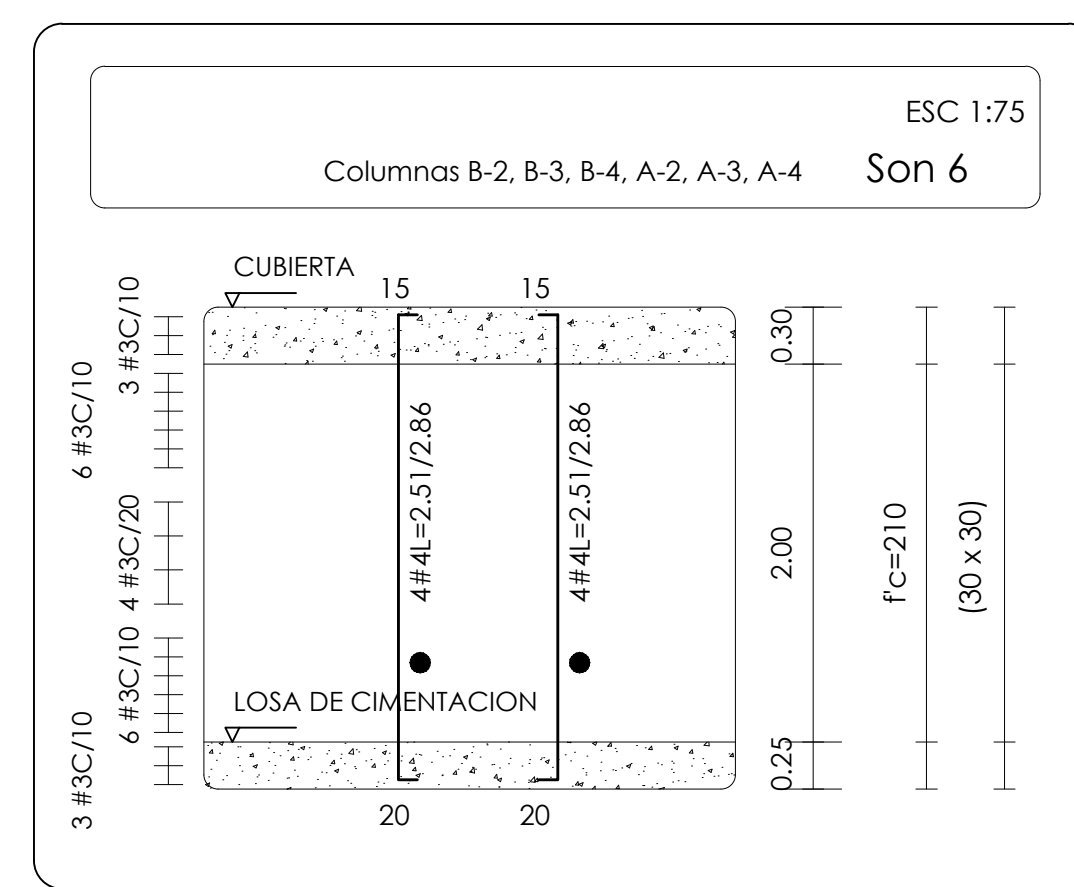 ESC 1:75
Columnas B-2, B-3, B-4, A-2, A-3, A-4 Son 6
CUBIERTA
15 15
3 #3C/10
6 #3C/10
4 #3C/20
6 #3C/10
3 #3C/10
4#4L=2.51/2.86
4#4L=2.51/2.86
LOSA DE CIMENTACION
20 20
0.30
2.00
0.25
f'c=210
(30 x 30)